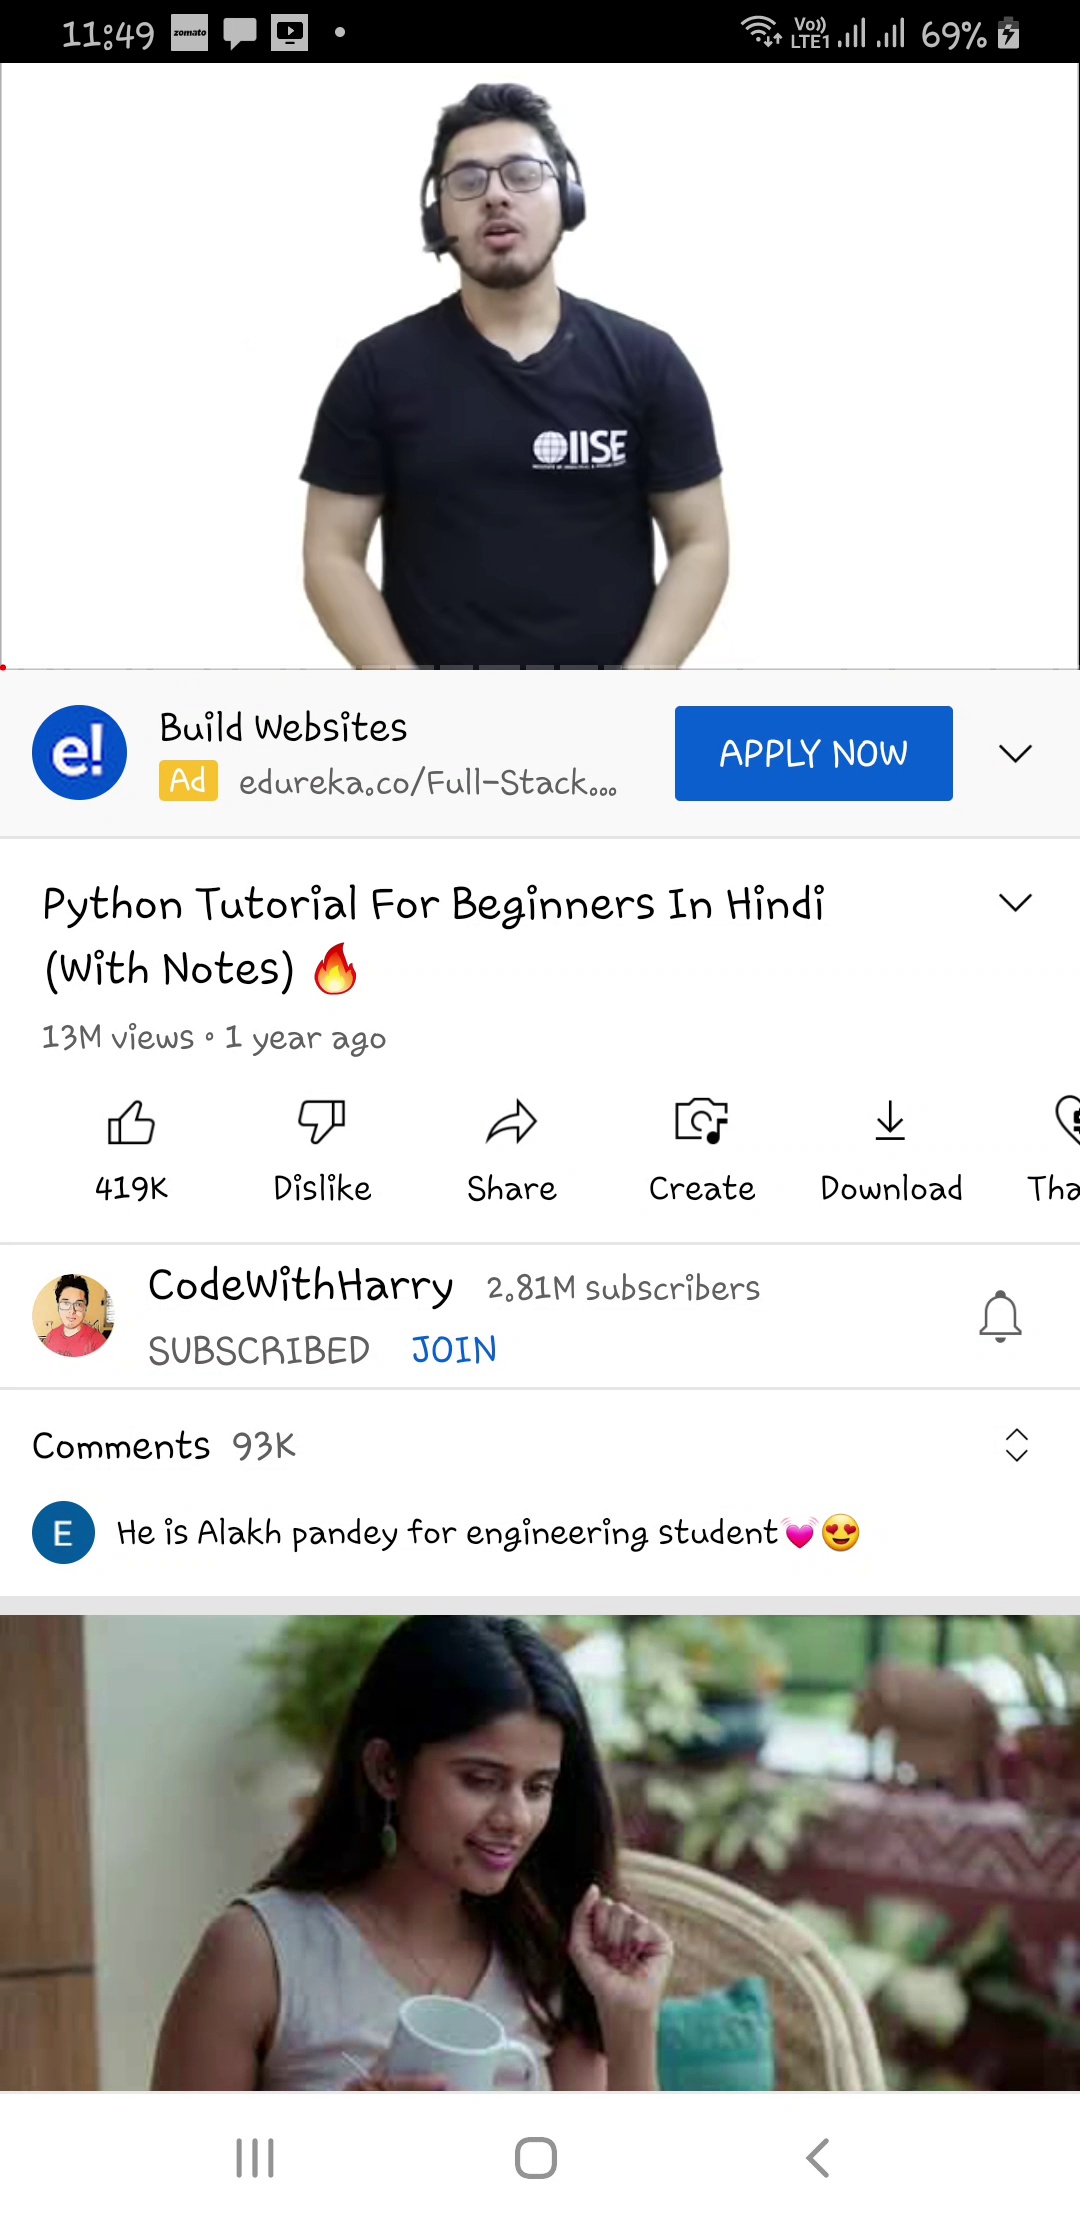 11:49 zomato Vo)) LTE1 69%
IISE
e! Build Websites
Ad edureka.co/Full-Stack...
APPLY NOW
Python Tutorial For Beginners In Hindi
(With Notes) 🔥
13M views • 1 year ago
419K Dislike Share Create Download Tha
CodeWithHarry 2.81M subscribers
SUBSCRIBED JOIN
Comments 93K
E He is Alakh pandey for engineering student💓😍